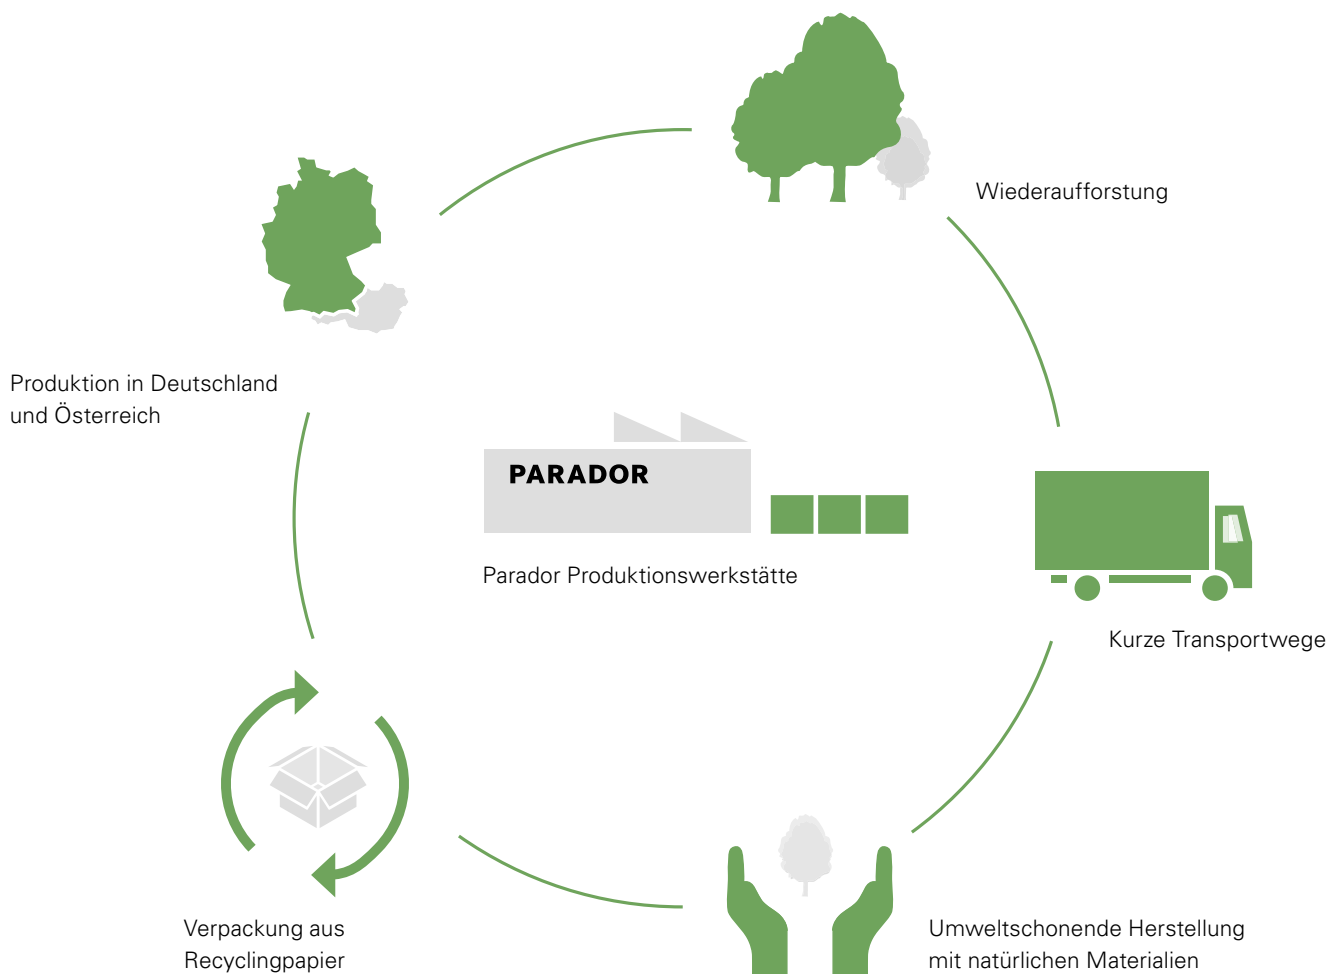 Wiederaufforstung
Produktion in Deutschland
und Österreich
PARADOR
Parador Produktionswerkstätte
Kurze Transportwege
Verpackung aus
Recyclingpapier
Umweltschonende Herstellung
mit natürlichen Materialien